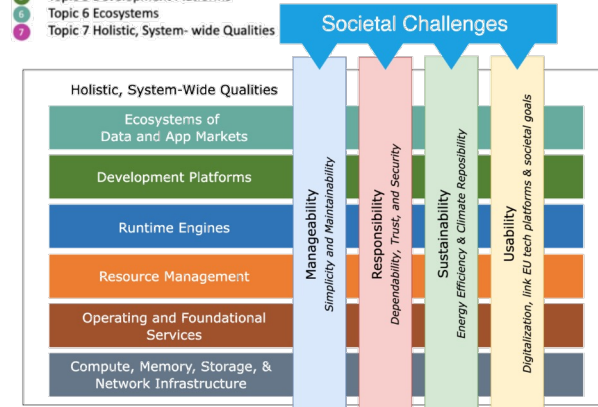 6 Topic 6 Ecosystems
7 Topic 7 Holistic, System- wide Qualities
Societal Challenges
Holistic, System-Wide Qualities
Ecosystems of
Data and App Markets
Development Platforms
Runtime Engines
Resource Management
Operating and Foundational
Services
Compute, Memory, Storage, &
Network Infrastructure
Manageability
Simplicity and Maintainability
Responsibility
Dependability, Trust, and Security
Sustainability
Energy Efficiency & Climate Reposibility
Usability
Digitalization, link EU tech platforms & societal goals